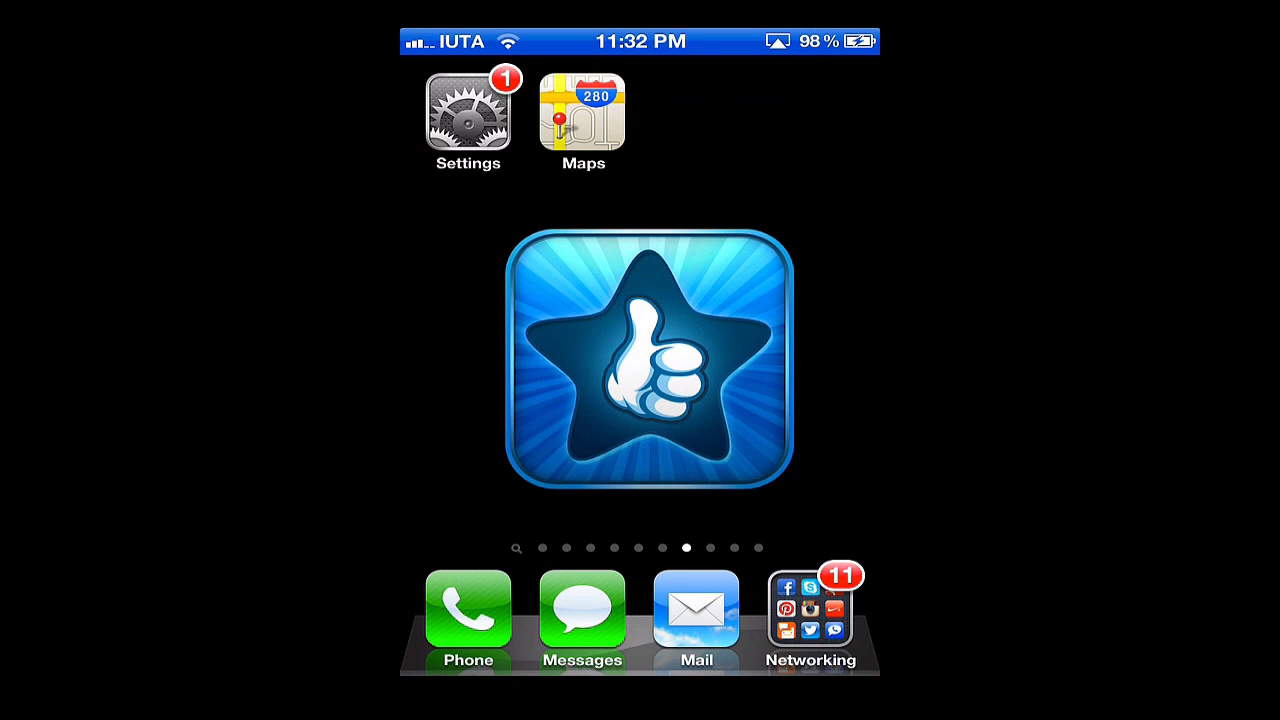 IUTA 11:32 PM 98%
1
280
Settings Maps
11
Phone Messages Mail Networking